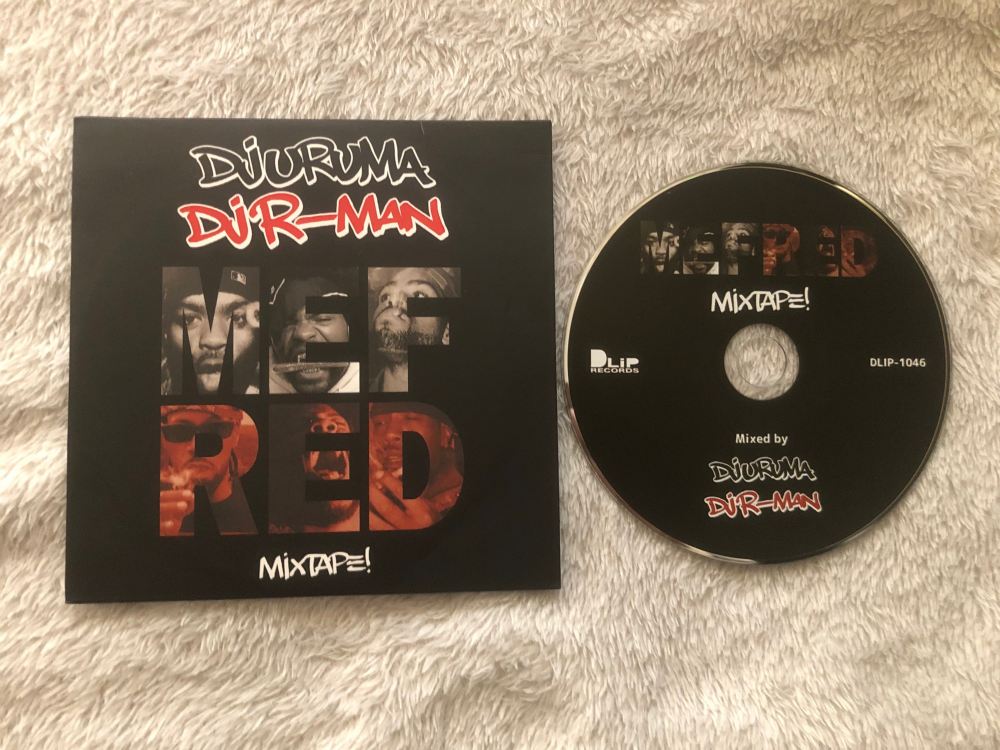 DJ URUMA
DJ R-MAN
MEF
RED
MIXTAPE!
MEFRED
MIXTAPE!
DLiP
RECORDS
DLIP-1046
Mixed by
DJ URUMA
DJ R-MAN